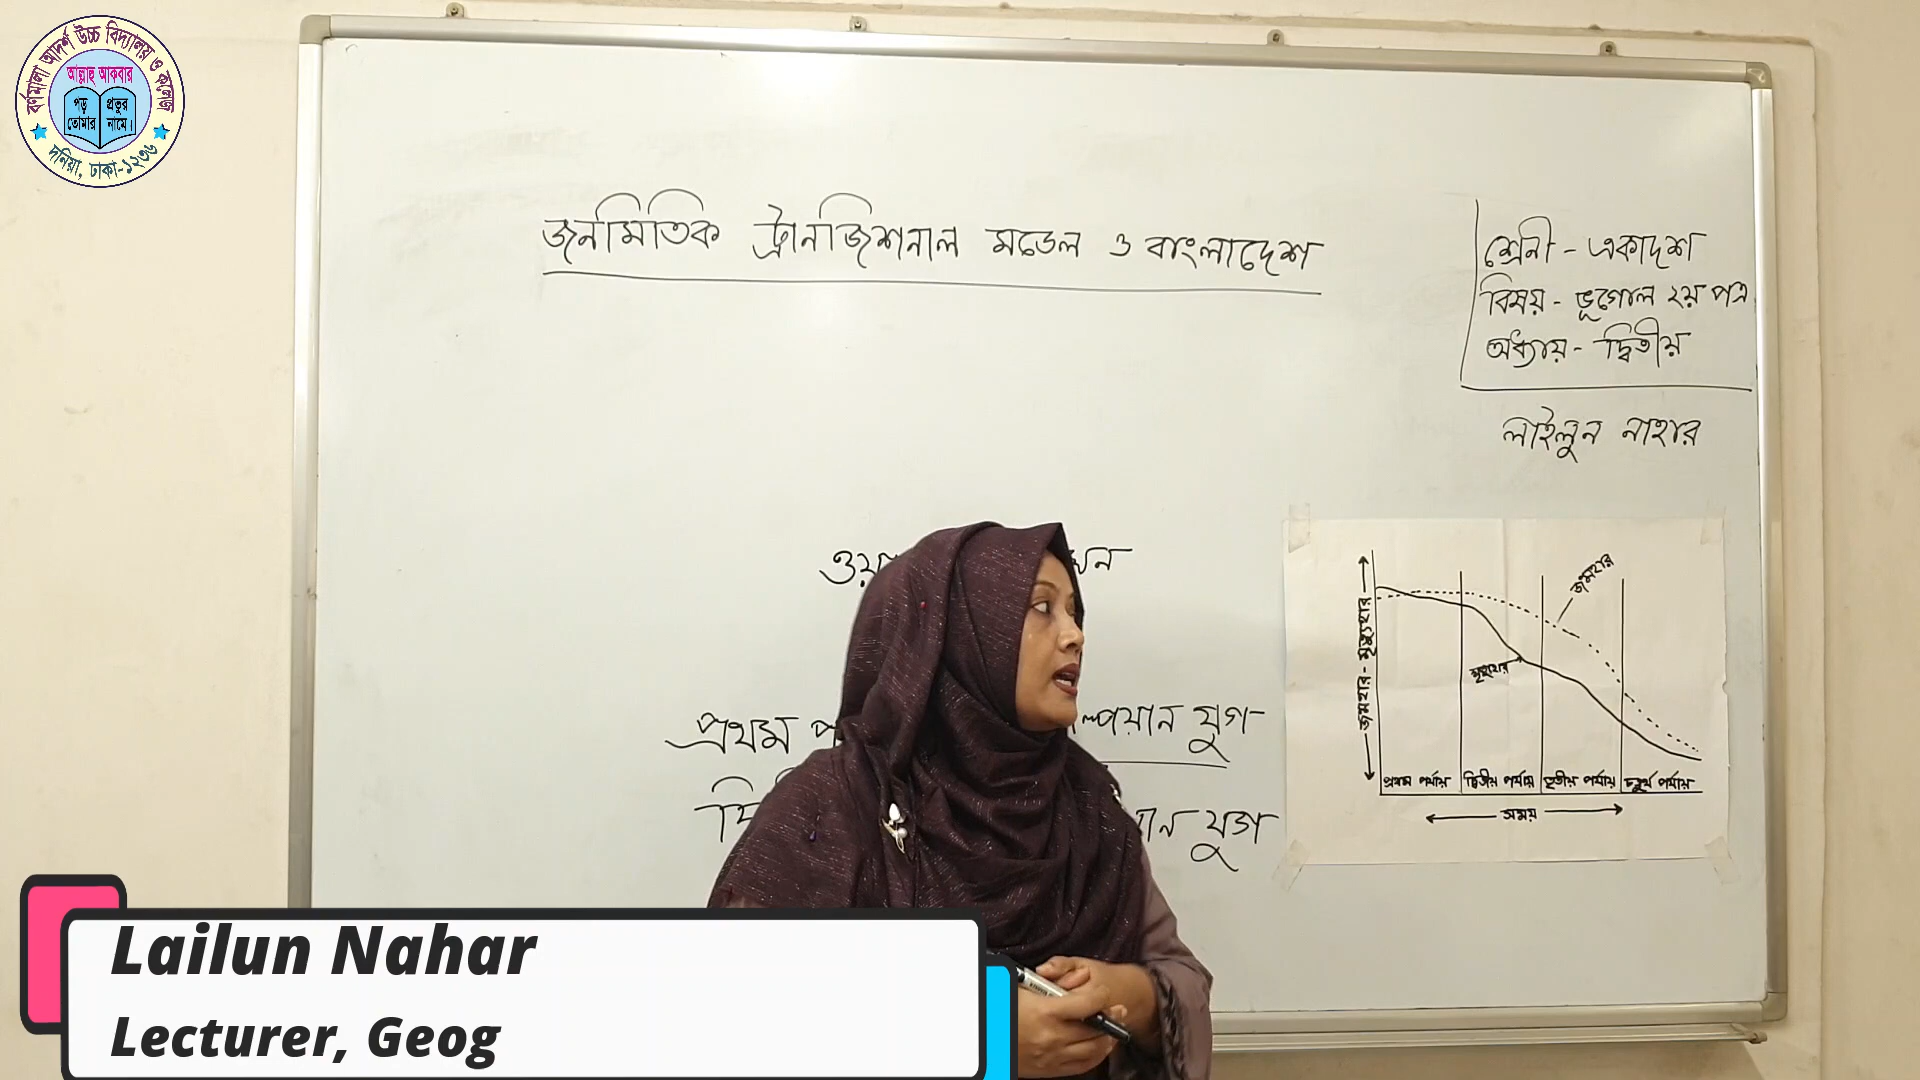 বর্ণমালা আদর্শ উচ্চ বিদ্যালয় ও কলেজ
আল্লাহু আকবার
পড় তোমার
প্রভুর নামে।
দনিয়া, ঢাকা-১২৩৬
জনমিতিক ট্রানজিশনাল মডেল ও বাংলাদেশ
শ্রেনী - একাদশ
বিষয় - ভূগোল ২য় পত্র
অধ্যায় - দ্বিতীয়
লাইলুন নাহার
প্রথম
যুগ-
যুগ
জন্মহার - মৃত্যুহার
জন্মহার
মৃত্যুহার
প্রথম পর্যায় দ্বিতীয় পর্যায় তৃতীয় পর্যায় চতুর্থ পর্যায়
সময়
Lailun Nahar
Lecturer, Geog